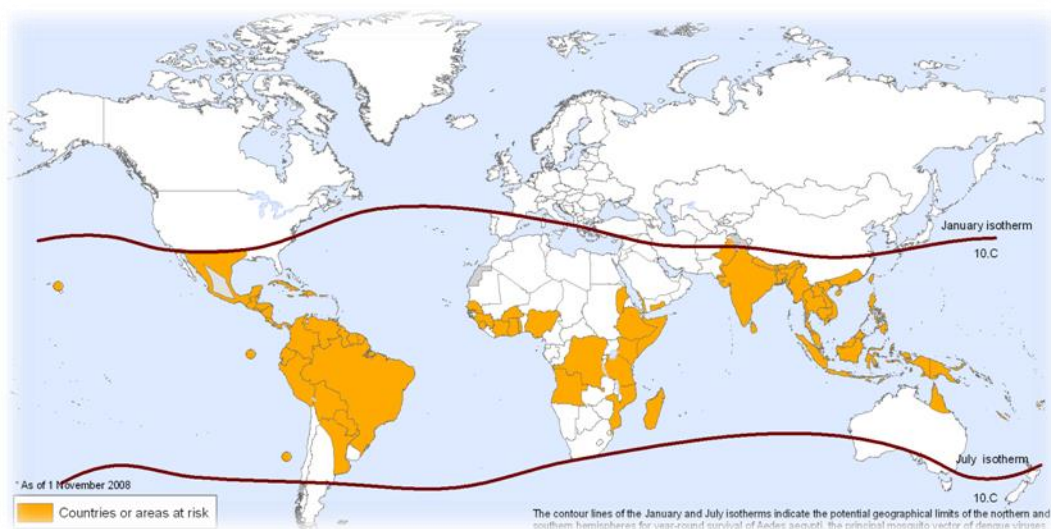 January isotherm
10.C
July isotherm
10.C
* As of 1 November 2008
Countries or areas at risk
The contour lines of the January and July isotherms indicate the potential geographical limits of the northern and
southern hemispheres for year-round survival of Aedes aegypti, the principal mosquito vector of dengue viruses